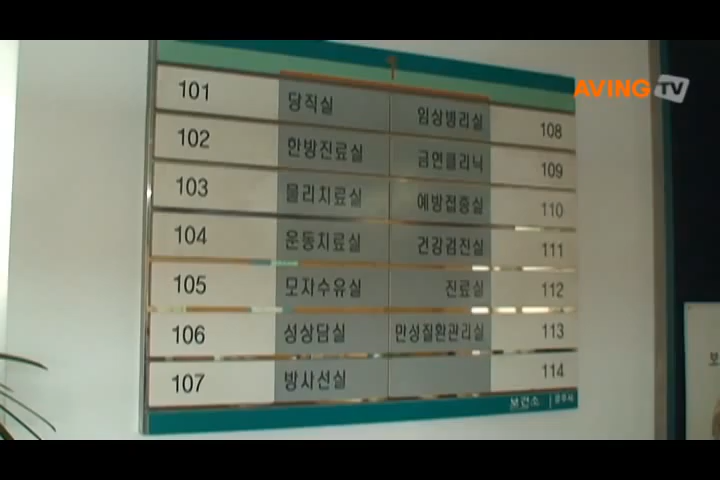 AVING TV
1
101 당직실 임상병리실 108
102 한방진료실 금연클리닉 109
103 물리치료실 예방접종실 110
104 운동치료실 건강검진실 111
105 모자수유실 진료실 112
106 성상담실 만성질환관리실 113
107 방사선실 114
보건소